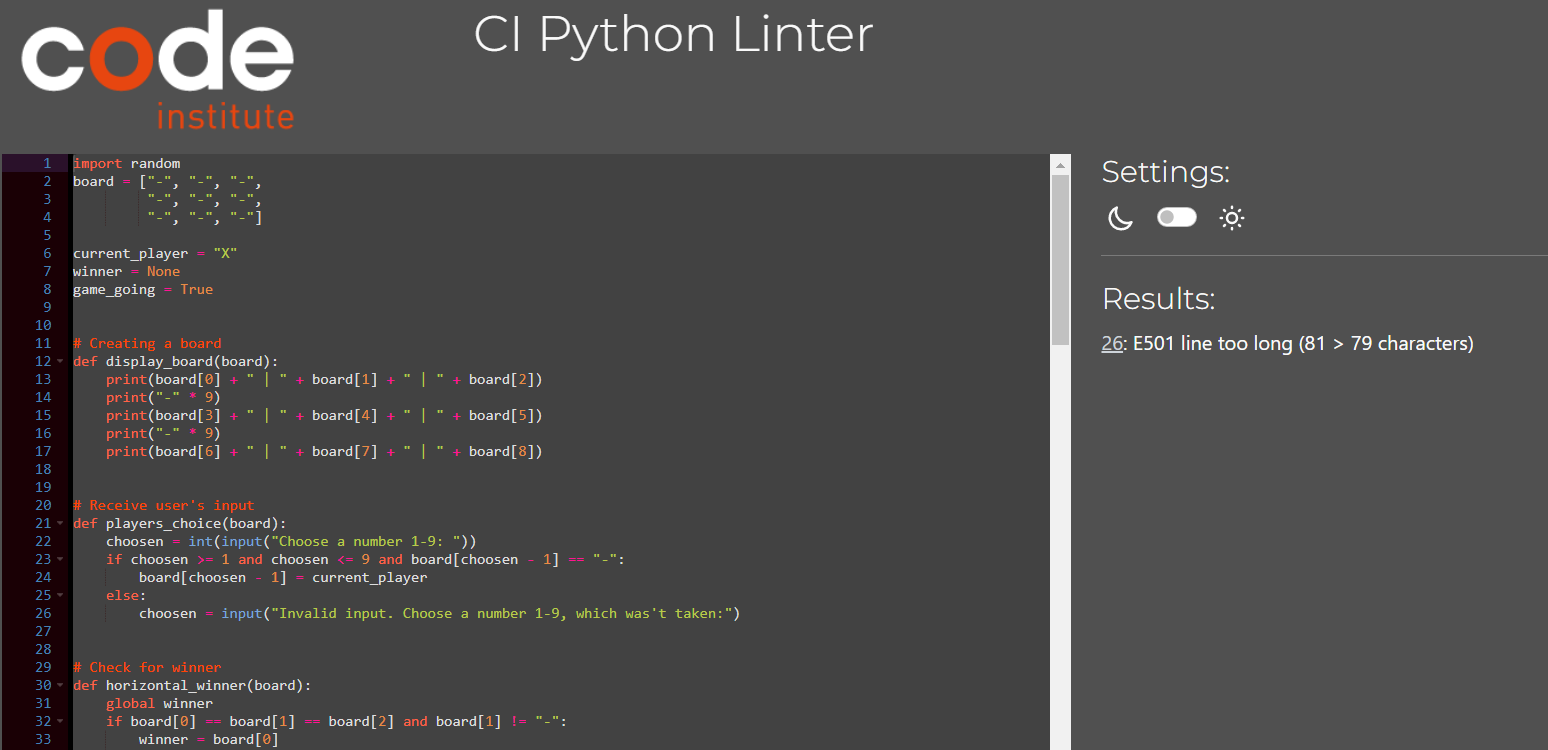 code
institute
CI Python Linter
1 import random
2 board = ["-", "-", "-",
3 "-", "-", "-",
4 "-", "-", "-"]
5
6 current_player = "X"
7 winner = None
8 game_going = True
9
10
11 # Creating a board
12 def display_board(board):
13 print(board[0] + " | " + board[1] + " | " + board[2])
14 print("-" * 9)
15 print(board[3] + " | " + board[4] + " | " + board[5])
16 print("-" * 9)
17 print(board[6] + " | " + board[7] + " | " + board[8])
18
19
20 # Receive user's input
21 def players_choice(board):
22 choosen = int(input("Choose a number 1-9: "))
23 if choosen >= 1 and choosen <= 9 and board[choosen - 1] == "-":
24 board[choosen - 1] = current_player
25 else:
26 choosen = input("Invalid input. Choose a number 1-9, which was't taken:")
27
28
29 # Check for winner
30 def horizontal_winner(board):
31 global winner
32 if board[0] == board[1] == board[2] and board[1] != "-":
33 winner = board[0]
Settings:
Results:
26: E501 line too long (81 > 79 characters)